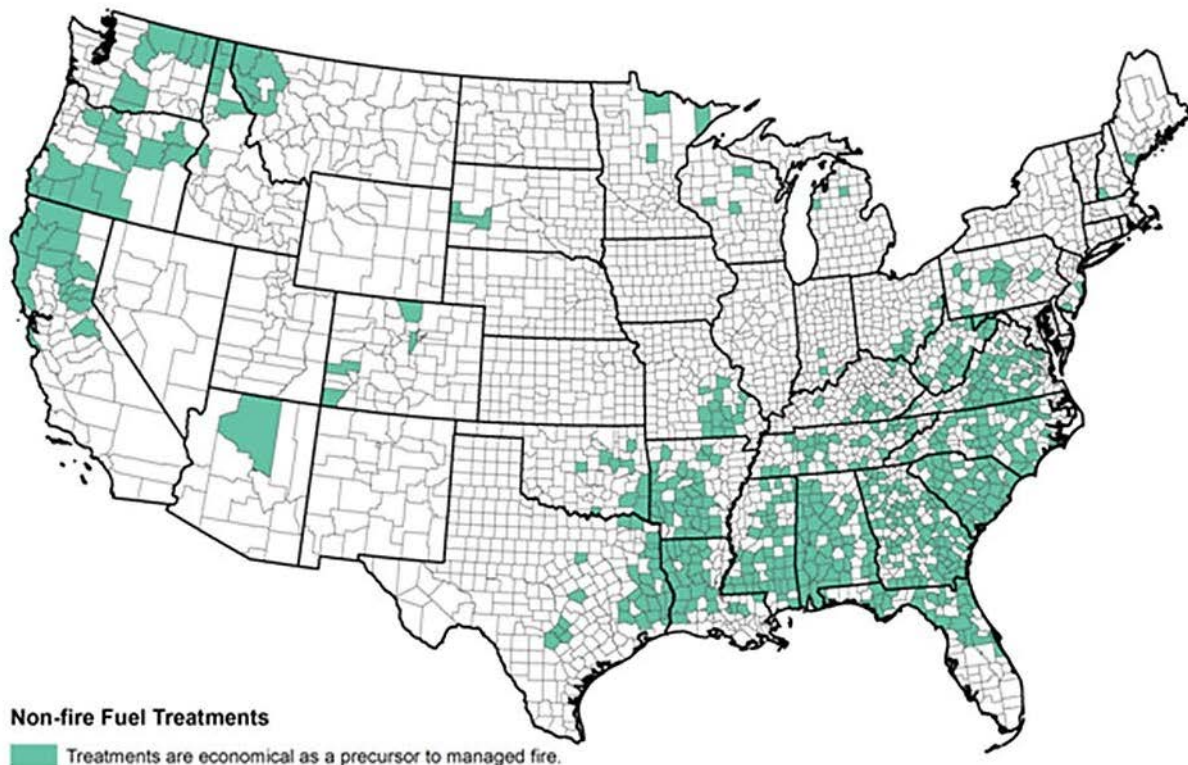 Non-fire Fuel Treatments
Treatments are economical as a precursor to managed fire.